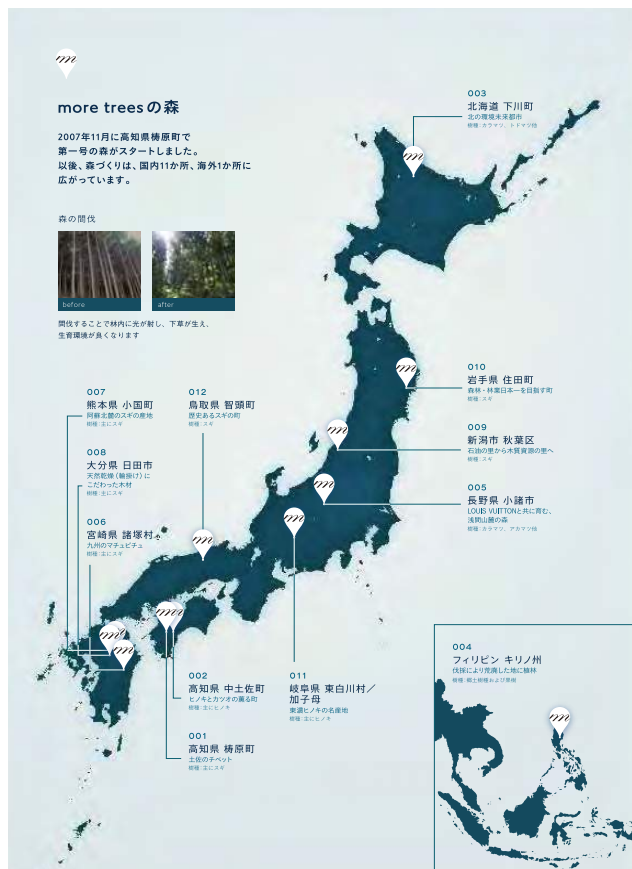 more treesの森
2007年11月に高知県梼原町で
第一号の森がスタートしました。
以後、森づくりは、国内11か所、海外1か所に
広がっています。
森の間伐
before
after
間伐することで林内に光が射し、下草が生え、
生育環境が良くなります
003
北海道 下川町
北の環境未来都市
樹種:カラマツ、トドマツ他
010
岩手県 住田町
森林・林業日本一を目指す町
樹種:スギ
009
新潟市 秋葉区
石油の里から木質資源の里へ
樹種:スギ
005
長野県 小諸市
LOUIS VUITTONと共に育む、
浅間山麓の森
樹種:カラマツ、アカマツ他
007
熊本県 小国町
阿蘇北麓のスギの産地
樹種:主にスギ
012
鳥取県 智頭町
歴史あるスギの町
樹種:スギ
008
大分県 日田市
天然乾燥(輪掛け)に
こだわった木材
樹種:主にスギ
006
宮崎県 諸塚村
九州のマチュピチュ
樹種:主にスギ
002
高知県 中土佐町
ヒノキとカツオの薫る町
樹種:主にヒノキ
011
岐阜県 東白川村/
加子母
東濃ヒノキの名産地
樹種:主にヒノキ
001
高知県 梼原町
土佐のチベット
樹種:主にスギ
004
フィリピン キリノ州
伐採により荒廃した地に植林
樹種:郷土樹種および果樹